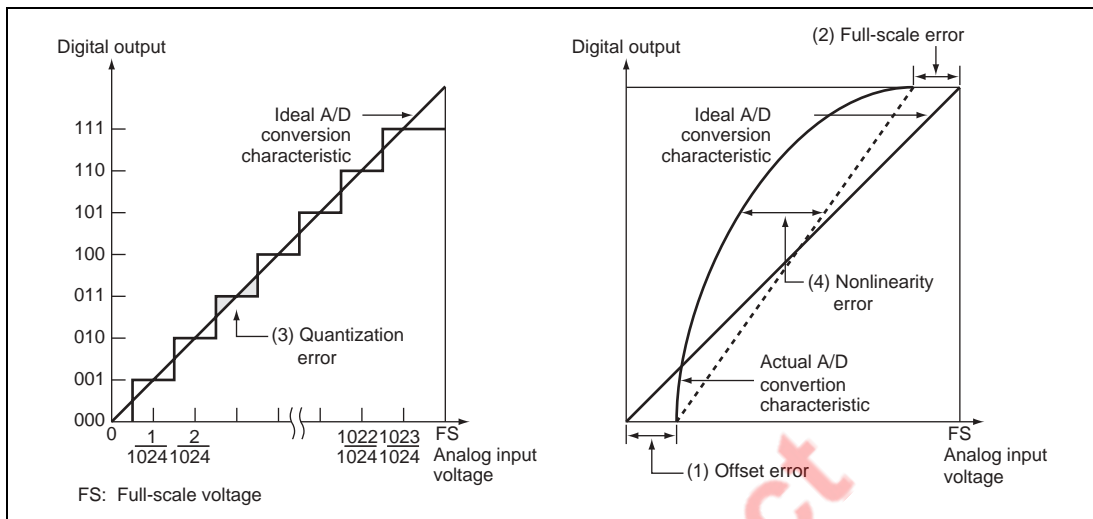 Digital output
111
110
101
100
011
010
001
000
Ideal A/D
conversion
characteristic
(3) Quantization
error
0
1
1024
2
1024
1022
1024
1023
1024
FS
Analog input
voltage
FS: Full-scale voltage
(2) Full-scale error
Digital output
Ideal A/D
conversion
characteristic
(4) Nonlinearity
error
Actual A/D
convertion
characteristic
FS
Analog input
voltage
(1) Offset error
ct